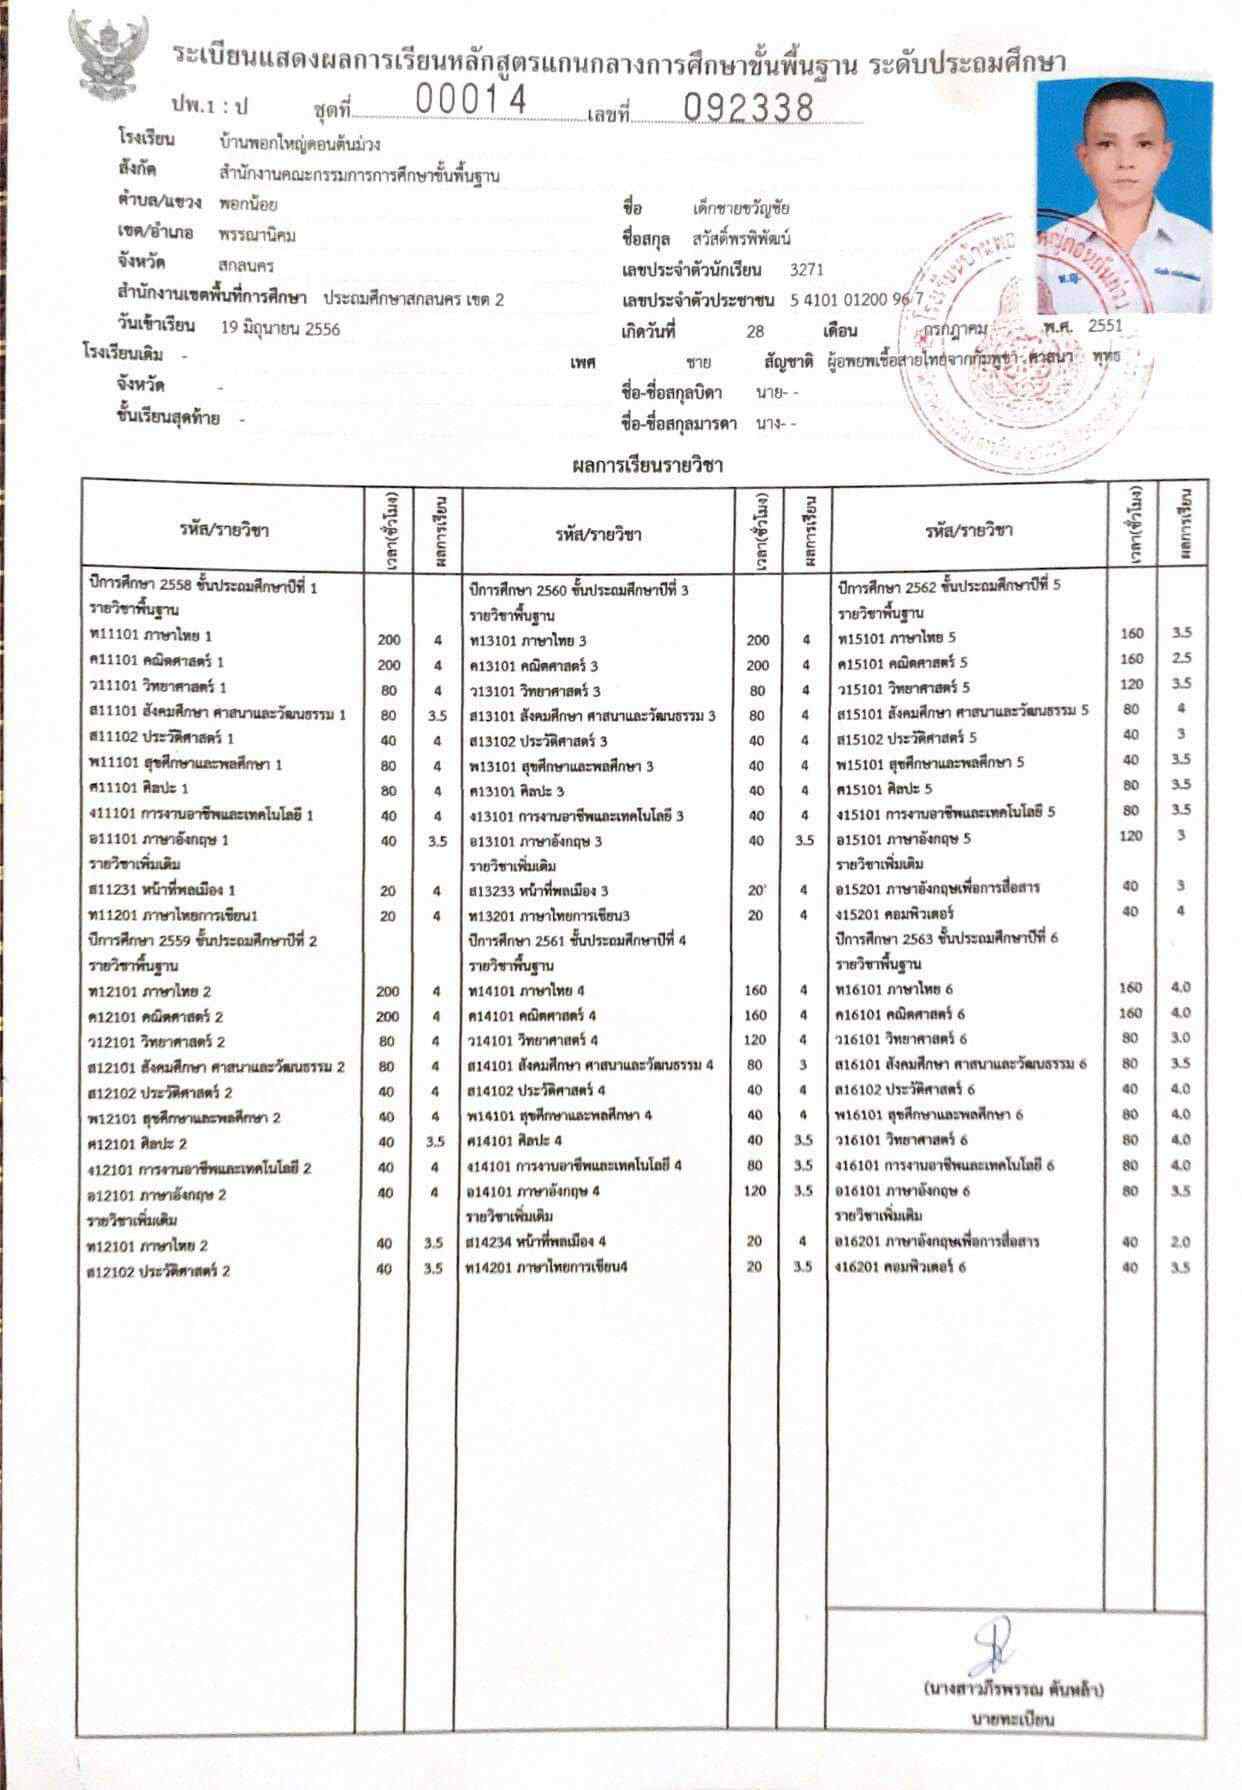 ระเบียนแสดงผลการเรียนหลักสูตรแกนกลางการศึกษาขั้นพื้นฐาน ระดับประถมศึกษา
ปพ.1 : ป ชุดที่ 00014 เลขที่ 092338
โรงเรียน บ้านพอกใหญ่ดอนต้นม่วง
สังกัด สำนักงานคณะกรรมการการศึกษาขั้นพื้นฐาน
ตำบล/แขวง พอกน้อย
เขต/อำเภอ พรรณานิคม
จังหวัด สกลนคร
สำนักงานเขตพื้นที่การศึกษา ประถมศึกษาสกลนคร เขต 2
วันเข้าเรียน 19 มิถุนายน 2556
โรงเรียนเดิม -
จังหวัด -
ชั้นเรียนสุดท้าย -
ชื่อ เด็กชายขวัญชัย
ชื่อสกุล สวัสดิ์พรพิพัฒน์
เลขประจำตัวนักเรียน 3271
เลขประจำตัวประชาชน 5 4101 01200 96 7
เกิดวันที่ 28 เดือน กรกฎาคม พ.ศ. 2551
เพศ ชาย สัญชาติ ผู้อพยพเชื้อสายไทยจากกัมพูชา ศาสนา พุทธ
ชื่อ-ชื่อสกุลบิดา นาย- -
ชื่อ-ชื่อสกุลมารดา นาง- -
ผลการเรียนรายวิชา
รหัส/รายวิชา เวลา(ชั่วโมง) ผลการเรียน
ปีการศึกษา 2558 ชั้นประถมศึกษาปีที่ 1
รายวิชาพื้นฐาน
ท11101 ภาษาไทย 1 200 4
ค11101 คณิตศาสตร์ 1 200 4
ว11101 วิทยาศาสตร์ 1 80 4
ส11101 สังคมศึกษา ศาสนาและวัฒนธรรม 1 80 3.5
ส11102 ประวัติศาสตร์ 1 40 4
พ11101 สุขศึกษาและพลศึกษา 1 80 4
ศ11101 ศิลปะ 1 80 4
ง11101 การงานอาชีพและเทคโนโลยี 1 40 4
อ11101 ภาษาอังกฤษ 1 40 3.5
รายวิชาเพิ่มเติม
ส11231 หน้าที่พลเมือง 1 20 4
ท11201 ภาษาไทยการเขียน1 20 4
ปีการศึกษา 2559 ชั้นประถมศึกษาปีที่ 2
รายวิชาพื้นฐาน
ท12101 ภาษาไทย 2 200 4
ค12101 คณิตศาสตร์ 2 200 4
ว12101 วิทยาศาสตร์ 2 80 4
ส12101 สังคมศึกษา ศาสนาและวัฒนธรรม 2 80 4
ส12102 ประวัติศาสตร์ 2 40 4
พ12101 สุขศึกษาและพลศึกษา 2 40 4
ศ12101 ศิลปะ 2 40 3.5
ง12101 การงานอาชีพและเทคโนโลยี 2 40 4
อ12101 ภาษาอังกฤษ 2 40 4
รายวิชาเพิ่มเติม
ท12101 ภาษาไทย 2 40 3.5
ส12102 ประวัติศาสตร์ 2 40 3.5
รหัส/รายวิชา เวลา(ชั่วโมง) ผลการเรียน
ปีการศึกษา 2560 ชั้นประถมศึกษาปีที่ 3
รายวิชาพื้นฐาน
ท13101 ภาษาไทย 3 200 4
ค13101 คณิตศาสตร์ 3 200 4
ว13101 วิทยาศาสตร์ 3 80 4
ส13101 สังคมศึกษา ศาสนาและวัฒนธรรม 3 80 4
ส13102 ประวัติศาสตร์ 3 40 4
พ13101 สุขศึกษาและพลศึกษา 3 40 4
ศ13101 ศิลปะ 3 40 4
ง13101 การงานอาชีพและเทคโนโลยี 3 40 4
อ13101 ภาษาอังกฤษ 3 40 3.5
รายวิชาเพิ่มเติม
ส13233 หน้าที่พลเมือง 3 20 4
ท13201 ภาษาไทยการเขียน3 20 4
ปีการศึกษา 2561 ชั้นประถมศึกษาปีที่ 4
รายวิชาพื้นฐาน
ท14101 ภาษาไทย 4 160 4
ค14101 คณิตศาสตร์ 4 160 4
ว14101 วิทยาศาสตร์ 4 120 4
ส14101 สังคมศึกษา ศาสนาและวัฒนธรรม 4 80 3
ส14102 ประวัติศาสตร์ 4 40 4
พ14101 สุขศึกษาและพลศึกษา 4 40 4
ศ14101 ศิลปะ 4 40 3.5
ง14101 การงานอาชีพและเทคโนโลยี 4 80 3.5
อ14101 ภาษาอังกฤษ 4 120 3.5
รายวิชาเพิ่มเติม
ส14234 หน้าที่พลเมือง 4 20 4
ท14201 ภาษาไทยการเขียน4 20 3.5
รหัส/รายวิชา เวลา(ชั่วโมง) ผลการเรียน
ปีการศึกษา 2562 ชั้นประถมศึกษาปีที่ 5
รายวิชาพื้นฐาน
ท15101 ภาษาไทย 5 160 3.5
ค15101 คณิตศาสตร์ 5 160 2.5
ว15101 วิทยาศาสตร์ 5 120 3.5
ส15101 สังคมศึกษา ศาสนาและวัฒนธรรม 5 80 4
ส15102 ประวัติศาสตร์ 5 40 3
พ15101 สุขศึกษาและพลศึกษา 5 40 3.5
ศ15101 ศิลปะ 5 80 3.5
ง15101 การงานอาชีพและเทคโนโลยี 5 80 3.5
อ15101 ภาษาอังกฤษ 5 120 3
รายวิชาเพิ่มเติม
อ15201 ภาษาอังกฤษเพื่อการสื่อสาร 40 3
ง15201 คอมพิวเตอร์ 40 4
ปีการศึกษา 2563 ชั้นประถมศึกษาปีที่ 6
รายวิชาพื้นฐาน
ท16101 ภาษาไทย 6 160 4.0
ค16101 คณิตศาสตร์ 6 160 4.0
ว16101 วิทยาศาสตร์ 6 80 3.0
ส16101 สังคมศึกษา ศาสนาและวัฒนธรรม 6 80 3.5
ส16102 ประวัติศาสตร์ 6 40 4.0
พ16101 สุขศึกษาและพลศึกษา 6 80 4.0
ว16101 วิทยาศาสตร์ 6 80 4.0
ง16101 การงานอาชีพและเทคโนโลยี 6 80 4.0
อ16101 ภาษาอังกฤษ 6 80 3.5
รายวิชาเพิ่มเติม
อ16201 ภาษาอังกฤษเพื่อการสื่อสาร 40 2.0
ง16201 คอมพิวเตอร์ 6 40 3.5
(นางสาวภีรพรรณ ต้นหล้า)
นายทะเบียน